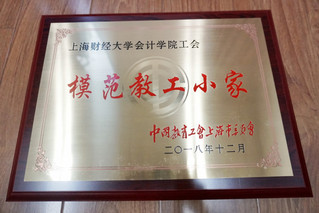 上海财经大学会计学院工会
模范教工小家
中国教育工会上海市委员会
二〇一八年十二月